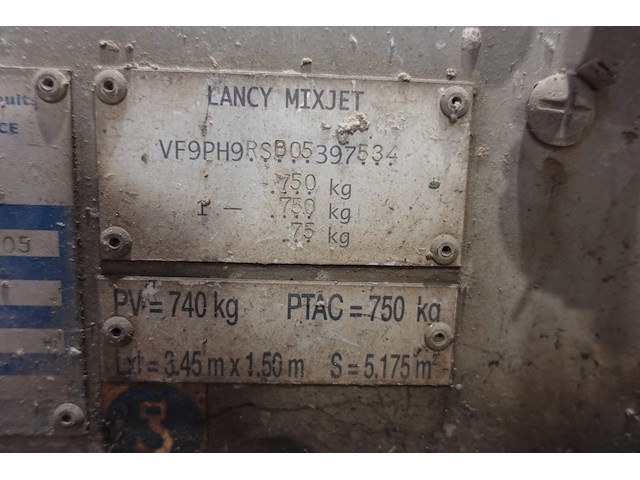 LANCY MIXJET
VF9PH9RSB05397534
750 kg
1 - 750 kg
75 kg
PV = 740 kg PTAC = 750 kg
Lxl = 3.45 m x 1.50 m S = 5.175 m²
05